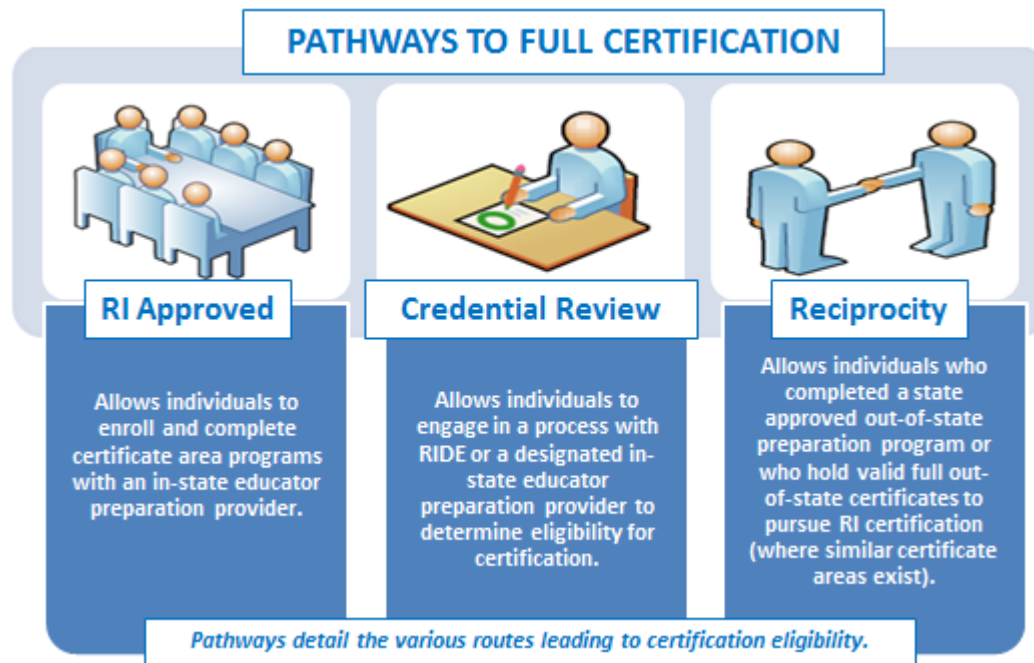 PATHWAYS TO FULL CERTIFICATION
RI Approved
Allows individuals to
enroll and complete
certificate area programs
with an in-state educator
preparation provider.
Credential Review
Allows individuals to
engage in a process with
RIDE or a designated in-
state educator
preparation provider to
determine eligibility for
certification.
Reciprocity
Allows individuals who
completed a state
approved out-of-state
preparation program or
who hold valid full out-
of-state certificates to
pursue RI certification
(where similar certificate
areas exist).
Pathways detail the various routes leading to certification eligibility.